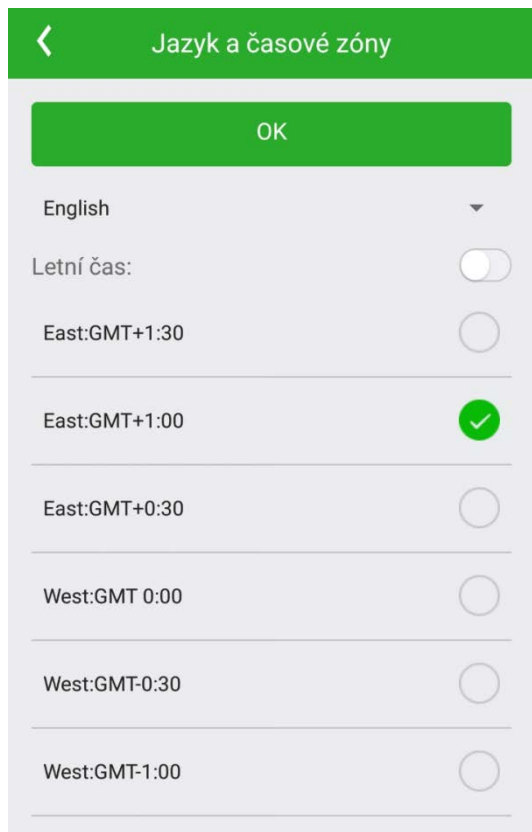 Jazyk a časové zóny
OK
English
Letní čas:
East:GMT+1:30
East:GMT+1:00
East:GMT+0:30
West:GMT 0:00
West:GMT-0:30
West:GMT-1:00